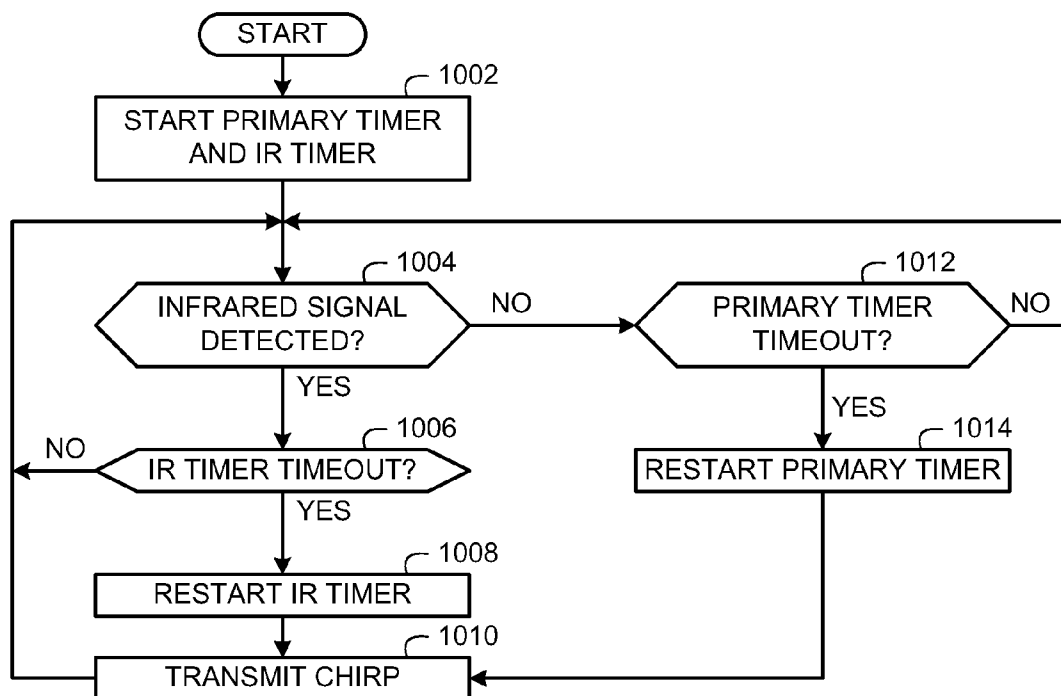 START
1002
START PRIMARY TIMER
AND IR TIMER
1004
INFRARED SIGNAL
DETECTED?
NO
1012
PRIMARY TIMER
TIMEOUT?
NO
YES
YES
1006
IR TIMER TIMEOUT?
NO
1014
RESTART PRIMARY TIMER
YES
1008
RESTART IR TIMER
1010
TRANSMIT CHIRP